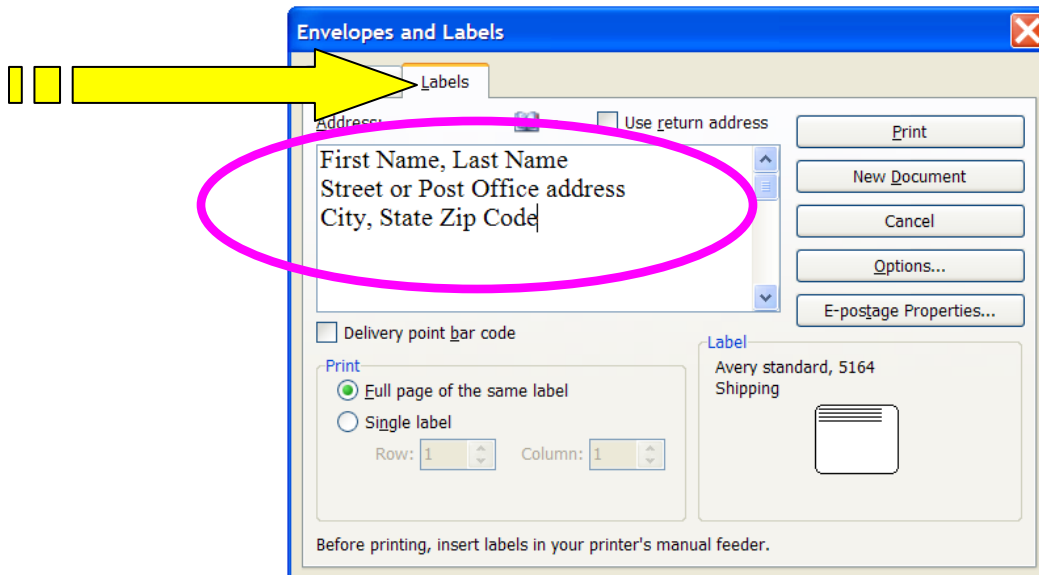 Envelopes and Labels
Labels
Address:
Use return address
First Name, Last Name
Street or Post Office address
City, State Zip Code
Print
New Document
Cancel
Options...
E-postage Properties...
Delivery point bar code
Print
Full page of the same label
Single label
Row: 1 Column: 1
Label
Avery standard, 5164
Shipping
Before printing, insert labels in your printer's manual feeder.